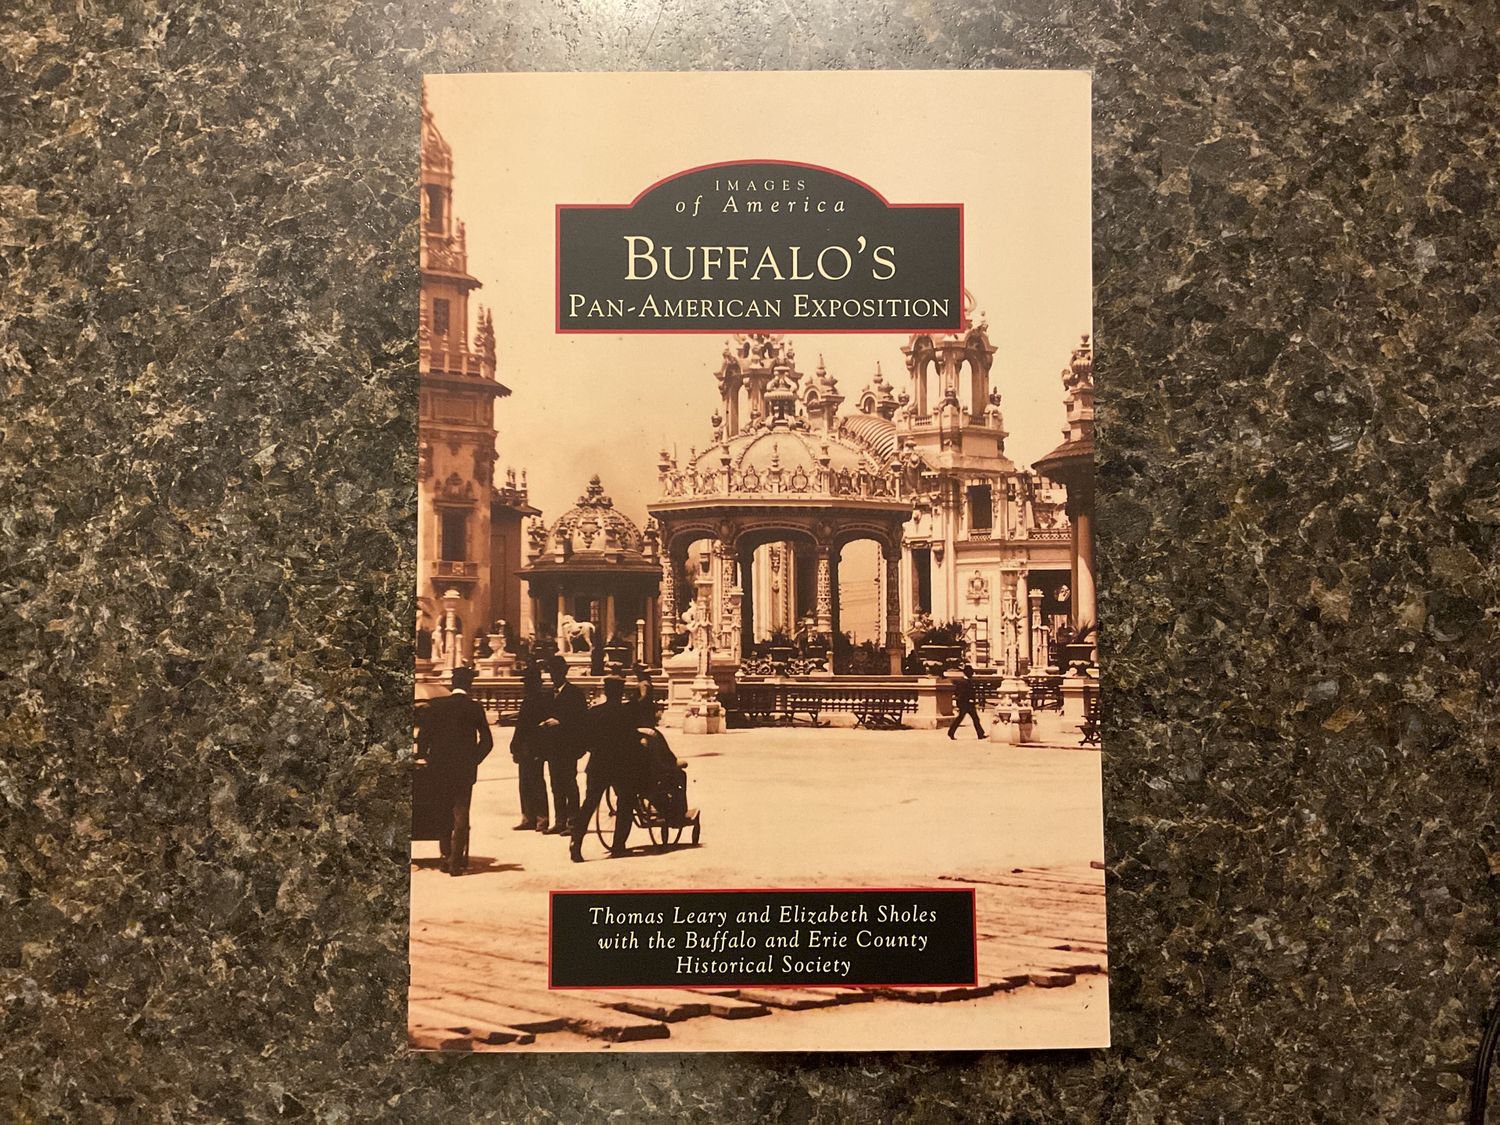 IMAGES
of America
BUFFALO'S
PAN-AMERICAN EXPOSITION
Thomas Leary and Elizabeth Sholes
with the Buffalo and Erie County
Historical Society